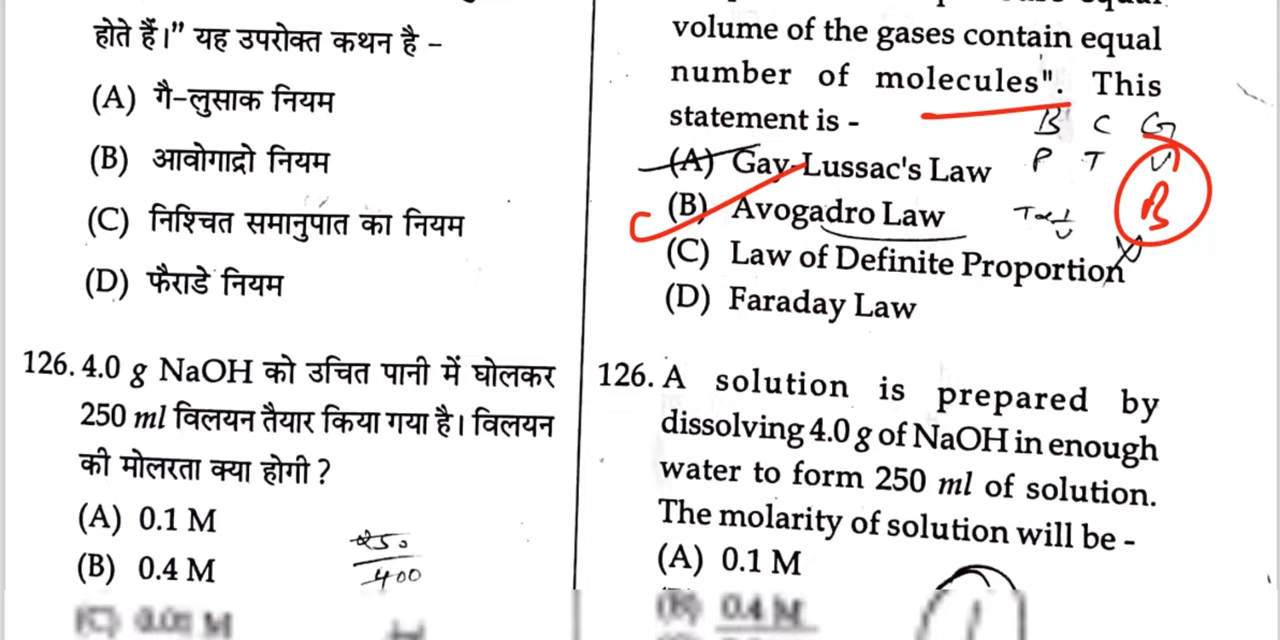 होते हैं।” यह उपरोक्त कथन है –
(A) गै–लुसाक नियम
(B) आवोगाद्रो नियम
(C) निश्चित समानुपात का नियम
(D) फैराडे नियम
126. 4.0 g NaOH को उचित पानी में घोलकर
250 ml विलयन तैयार किया गया है। विलयन
की मोलरता क्या होगी ?
(A) 0.1 M
(B) 0.4 M
250
400
volume of the gases contain equal
number of molecules". This
statement is -
B C G
(A) Gay-Lussac's Law
P T V
(B) Avogadro Law
B
(C) Law of Definite Proportion
(D) Faraday Law
126. A solution is prepared by
dissolving 4.0 g of NaOH in enough
water to form 250 ml of solution.
The molarity of solution will be -
(A) 0.1 M
(B) 0.4 M